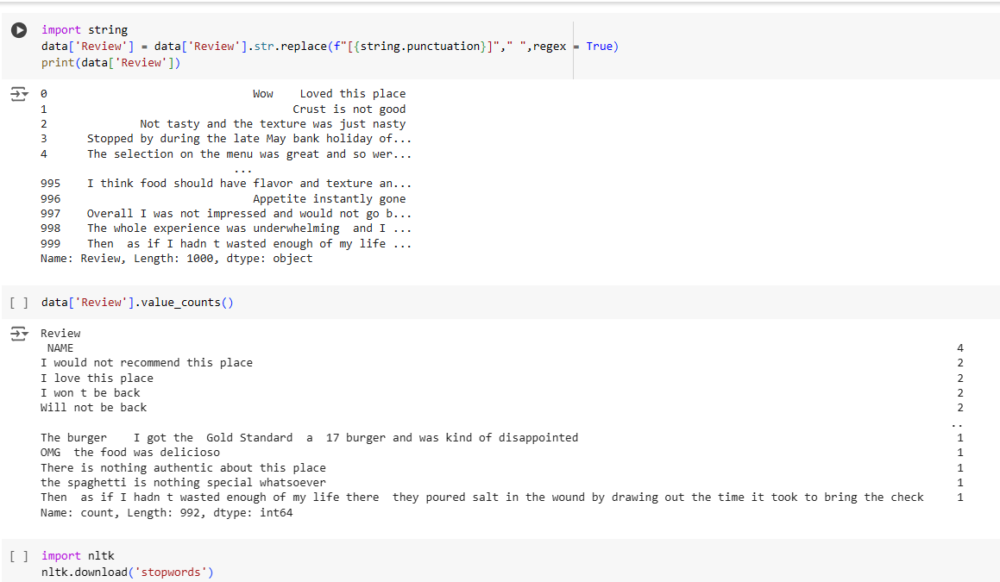 import string
data['Review'] = data['Review'].str.replace(f"[{string.punctuation}]"," ",regex = True)
print(data['Review'])
0                               Wow    Loved this place
1                                     Crust is not good
2              Not tasty and the texture was just nasty
3      Stopped by during the late May bank holiday of...
4      The selection on the menu was great and so wer...
...
995    I think food should have flavor and texture an...
996                             Appetite instantly gone
997    Overall I was not impressed and would not go b...
998    The whole experience was underwhelming  and I ...
999    Then  as if I hadn t wasted enough of my life ...
Name: Review, Length: 1000, dtype: object
[ ] data['Review'].value_counts()
Review
NAME 4
I would not recommend this place 2
I love this place 2
I won t be back 2
Will not be back 2
..
The burger    I got the  Gold Standard  a  17 burger and was kind of disappointed 1
OMG  the food was delicioso 1
There is nothing authentic about this place 1
the spaghetti is nothing special whatsoever 1
Then  as if I hadn t wasted enough of my life there  they poured salt in the wound by drawing out the time it took to bring the check 1
Name: count, Length: 992, dtype: int64
[ ] import nltk
nltk.download('stopwords')